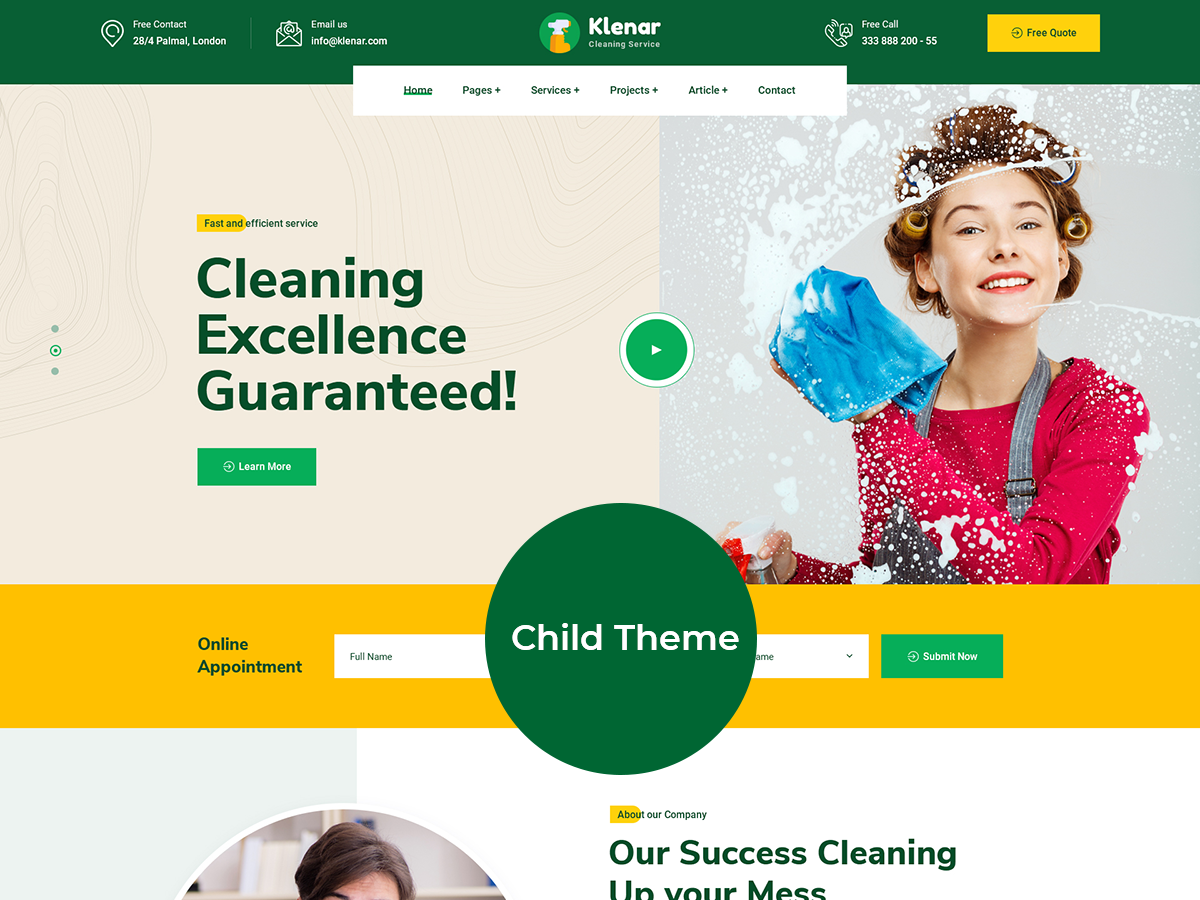 Free Contact
28/4 Palmal, London
Email us
info@klenar.com
Klenar
Cleaning Service
Free Call
333 888 200 - 55
Free Quote
Home
Pages +
Services +
Projects +
Article +
Contact
Fast and efficient service
Cleaning
Excellence
Guaranteed!
Learn More
Online
Appointment
Full Name
ame
Submit Now
Child Theme
About our Company
Our Success Cleaning
Up your Mess